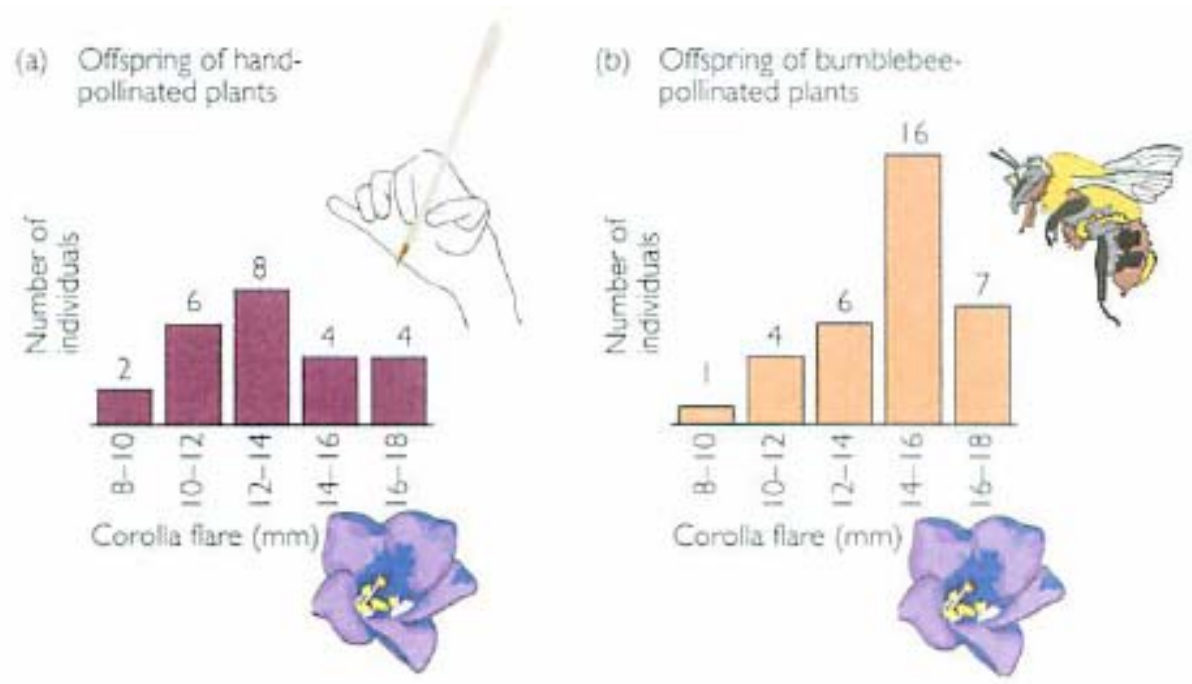 (a) Offspring of hand-
pollinated plants
Number of
individuals
2
6
8
4
4
8–10
10–12
12–14
14–16
16–18
Corolla flare (mm)
(b) Offspring of bumblebee-
pollinated plants
Number of
individuals
1
4
6
16
7
8–10
10–12
12–14
14–16
16–18
Corolla flare (mm)